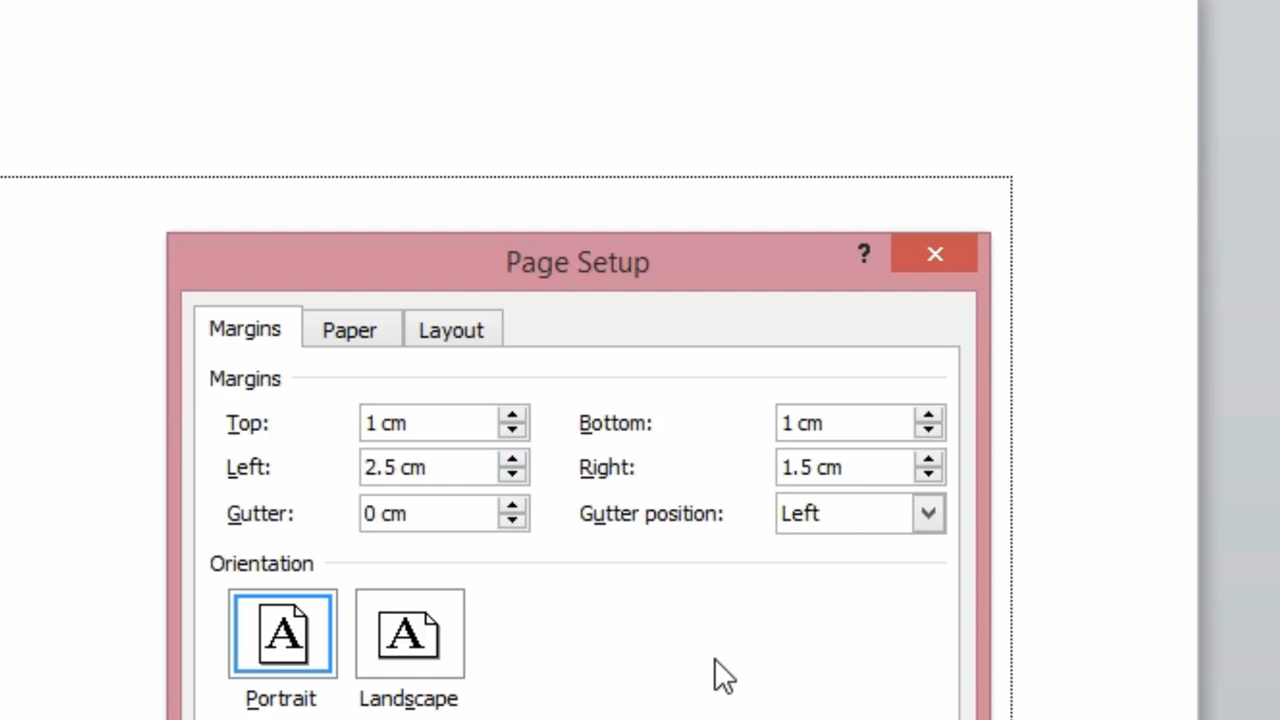 Page Setup ? ×
Margins Paper Layout
Margins
Top: 1 cm Bottom: 1 cm
Left: 2.5 cm Right: 1.5 cm
Gutter: 0 cm Gutter position: Left
Orientation
A A
Portrait Landscape